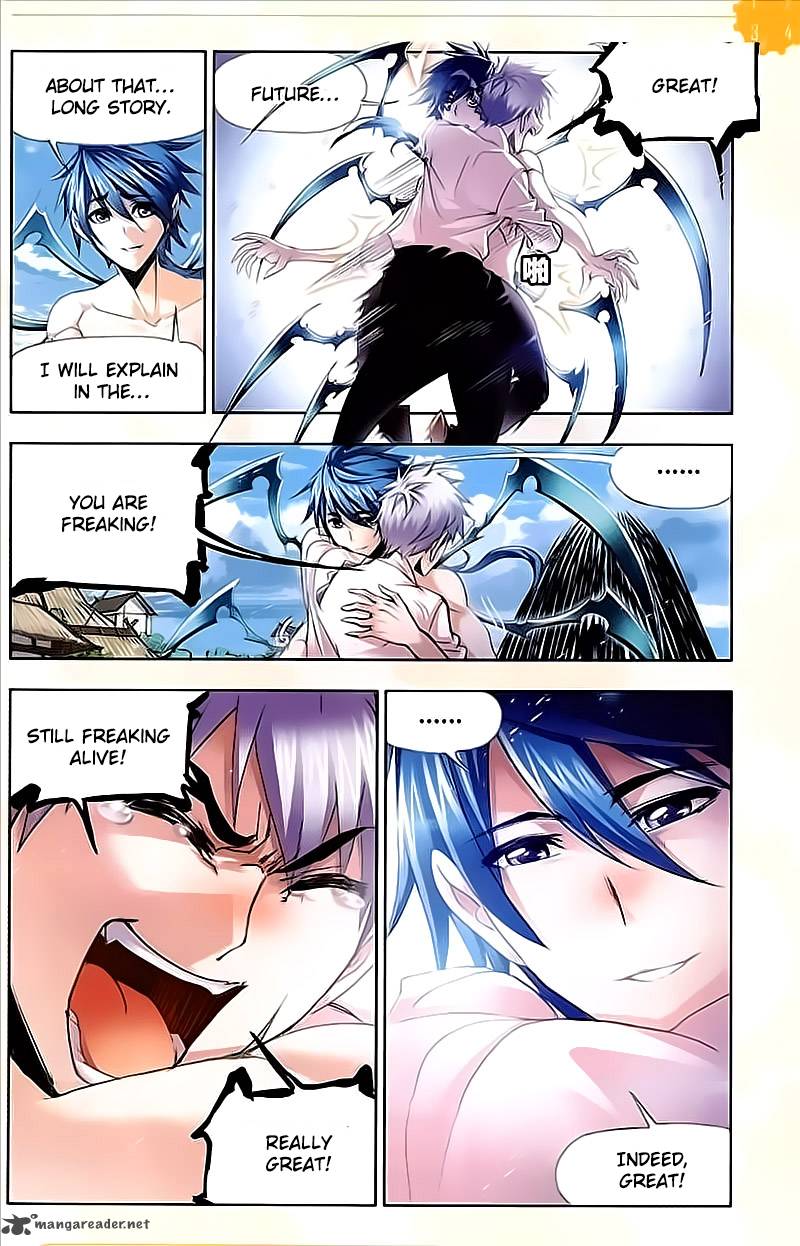 ABOUT THAT...
LONG STORY.
I WILL EXPLAIN
IN THE...
FUTURE...
GREAT!
YOU ARE
FREAKING!
......
STILL FREAKING
ALIVE!
REALLY
GREAT!
......
INDEED,
GREAT!
mangareader.net